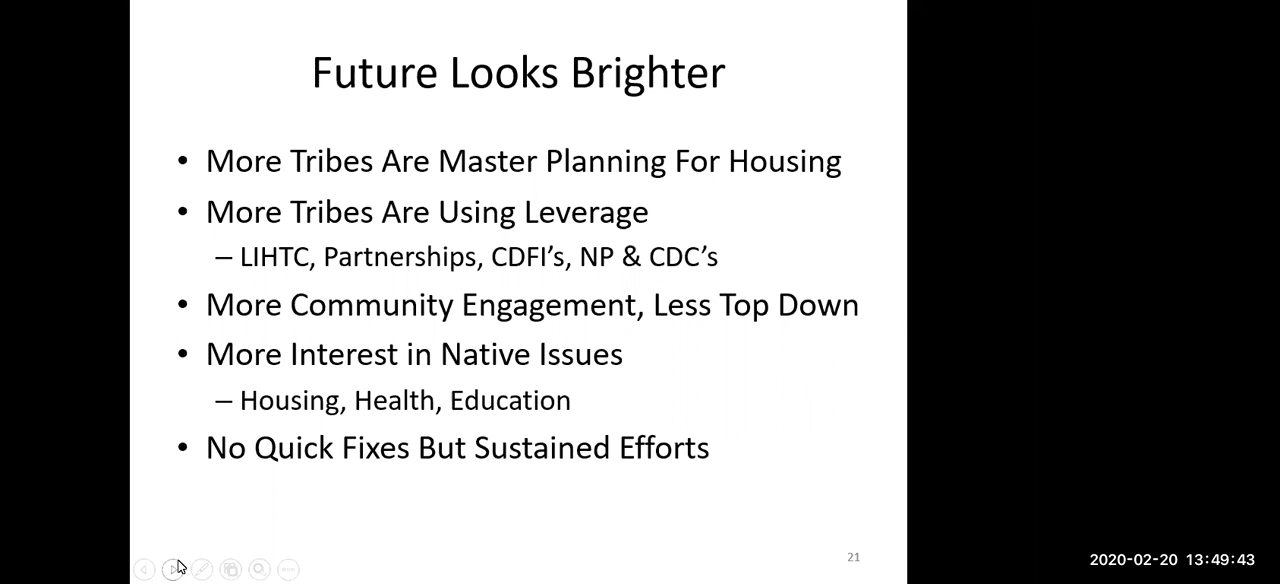 Future Looks Brighter
• More Tribes Are Master Planning For Housing
• More Tribes Are Using Leverage
– LIHTC, Partnerships, CDFI’s, NP & CDC’s
• More Community Engagement, Less Top Down
• More Interest in Native Issues
– Housing, Health, Education
• No Quick Fixes But Sustained Efforts
21
2020-02-20 13:49:43